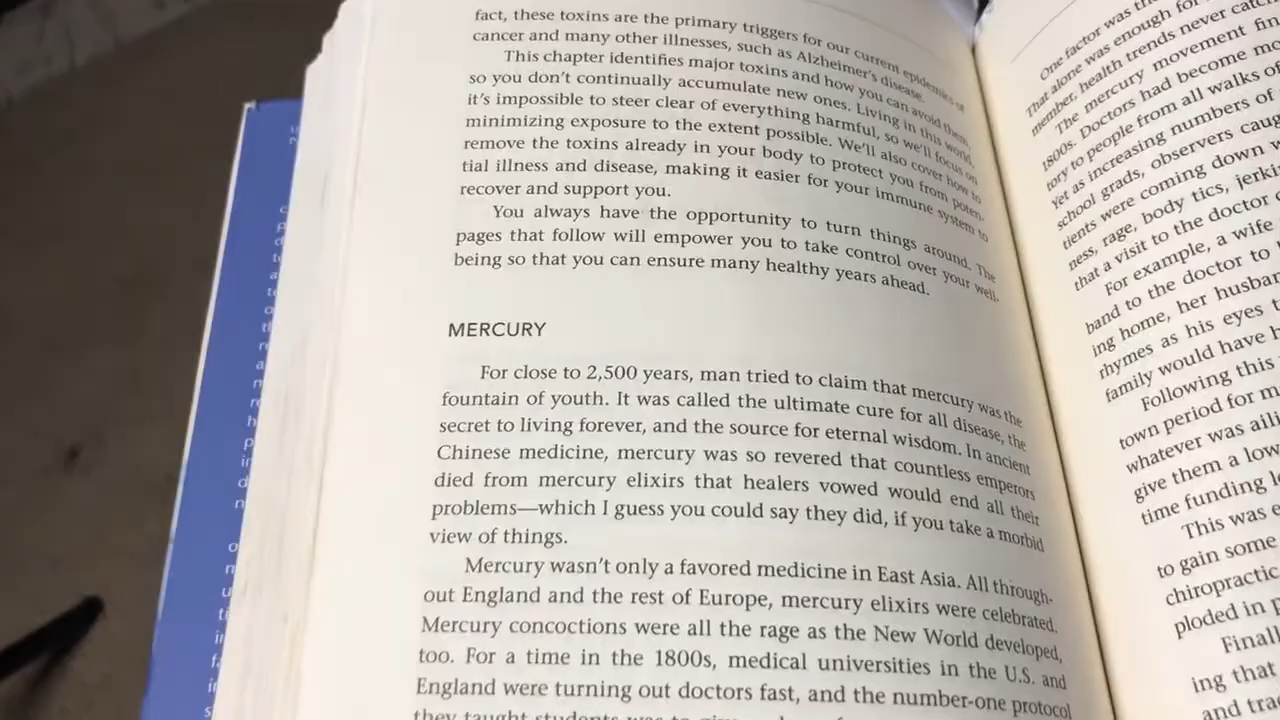 fact, these toxins are the primary triggers for our current epidemics of
cancer and many other illnesses, such as Alzheimer's disease.
This chapter identifies major toxins and how you can avoid them,
so you don't continually accumulate new ones. Living in this world,
it's impossible to steer clear of everything harmful, so we'll focus on
minimizing exposure to the extent possible. We'll also cover how to
remove the toxins already in your body to protect you from poten-
tial illness and disease, making it easier for your immune system to
recover and support you.
You always have the opportunity to turn things around. The
pages that follow will empower you to take control over your well-
being so that you can ensure many healthy years ahead.
MERCURY
For close to 2,500 years, man tried to claim that mercury was the
fountain of youth. It was called the ultimate cure for all disease, the
secret to living forever, and the source for eternal wisdom. In ancient
Chinese medicine, mercury was so revered that countless emperors
died from mercury elixirs that healers vowed would end all their
problems—which I guess you could say they did, if you take a morbid
view of things.
Mercury wasn't only a favored medicine in East Asia. All through-
out England and the rest of Europe, mercury elixirs were celebrated.
Mercury concoctions were all the rage as the New World developed,
too. For a time in the 1800s, medical universities in the U.S. and
England were turning out doctors fast, and the number-one protocol
they taught students was to
One factor was
That alone was enough for
member, health trends never
The mercury movement
1800s. Doctors had become
tory to people from all walks of
Yet as increasing numbers of
school grads, observers
tients were coming down
ness, rage, body tics,
that a visit to the doctor
For example, a wife
band to the doctor to
ing home, her
rhymes as his eyes
family would have
Following this
town period for
whatever was
give them a
time funding
This was
to gain some
chiropractic
ploded in
ing that
and